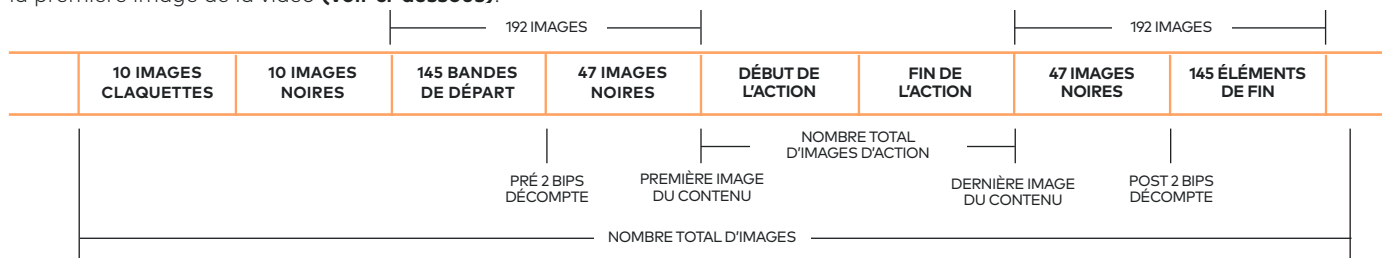 la première image de la vidéo (voir ci-dessous).
192 IMAGES
192 IMAGES
10 IMAGES
CLAQUETTES
10 IMAGES
NOIRES
145 BANDES
DE DÉPART
47 IMAGES
NOIRES
DÉBUT DE
L'ACTION
FIN DE
L'ACTION
47 IMAGES
NOIRES
145 ÉLÉMENTS
DE FIN
NOMBRE TOTAL
D'IMAGES D'ACTION
PRÉ 2 BIPS
DÉCOMPTE
PREMIÈRE IMAGE
DU CONTENU
DERNIÈRE IMAGE
DU CONTENU
POST 2 BIPS
DÉCOMPTE
NOMBRE TOTAL D'IMAGES